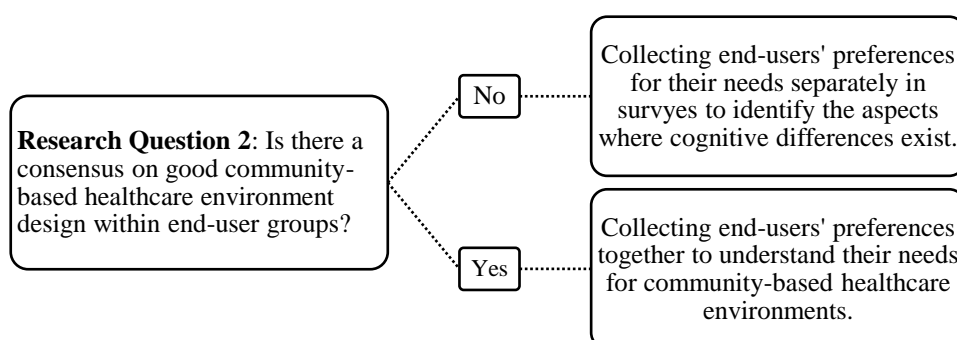 Research Question 2: Is there a
consensus on good community-
based healthcare environment
design within end-user groups?
No
Collecting end-users' preferences
for their needs separately in
survyes to identify the aspects
where cognitive differences exist.
Yes
Collecting end-users' preferences
together to understand their needs
for community-based healthcare
environments.